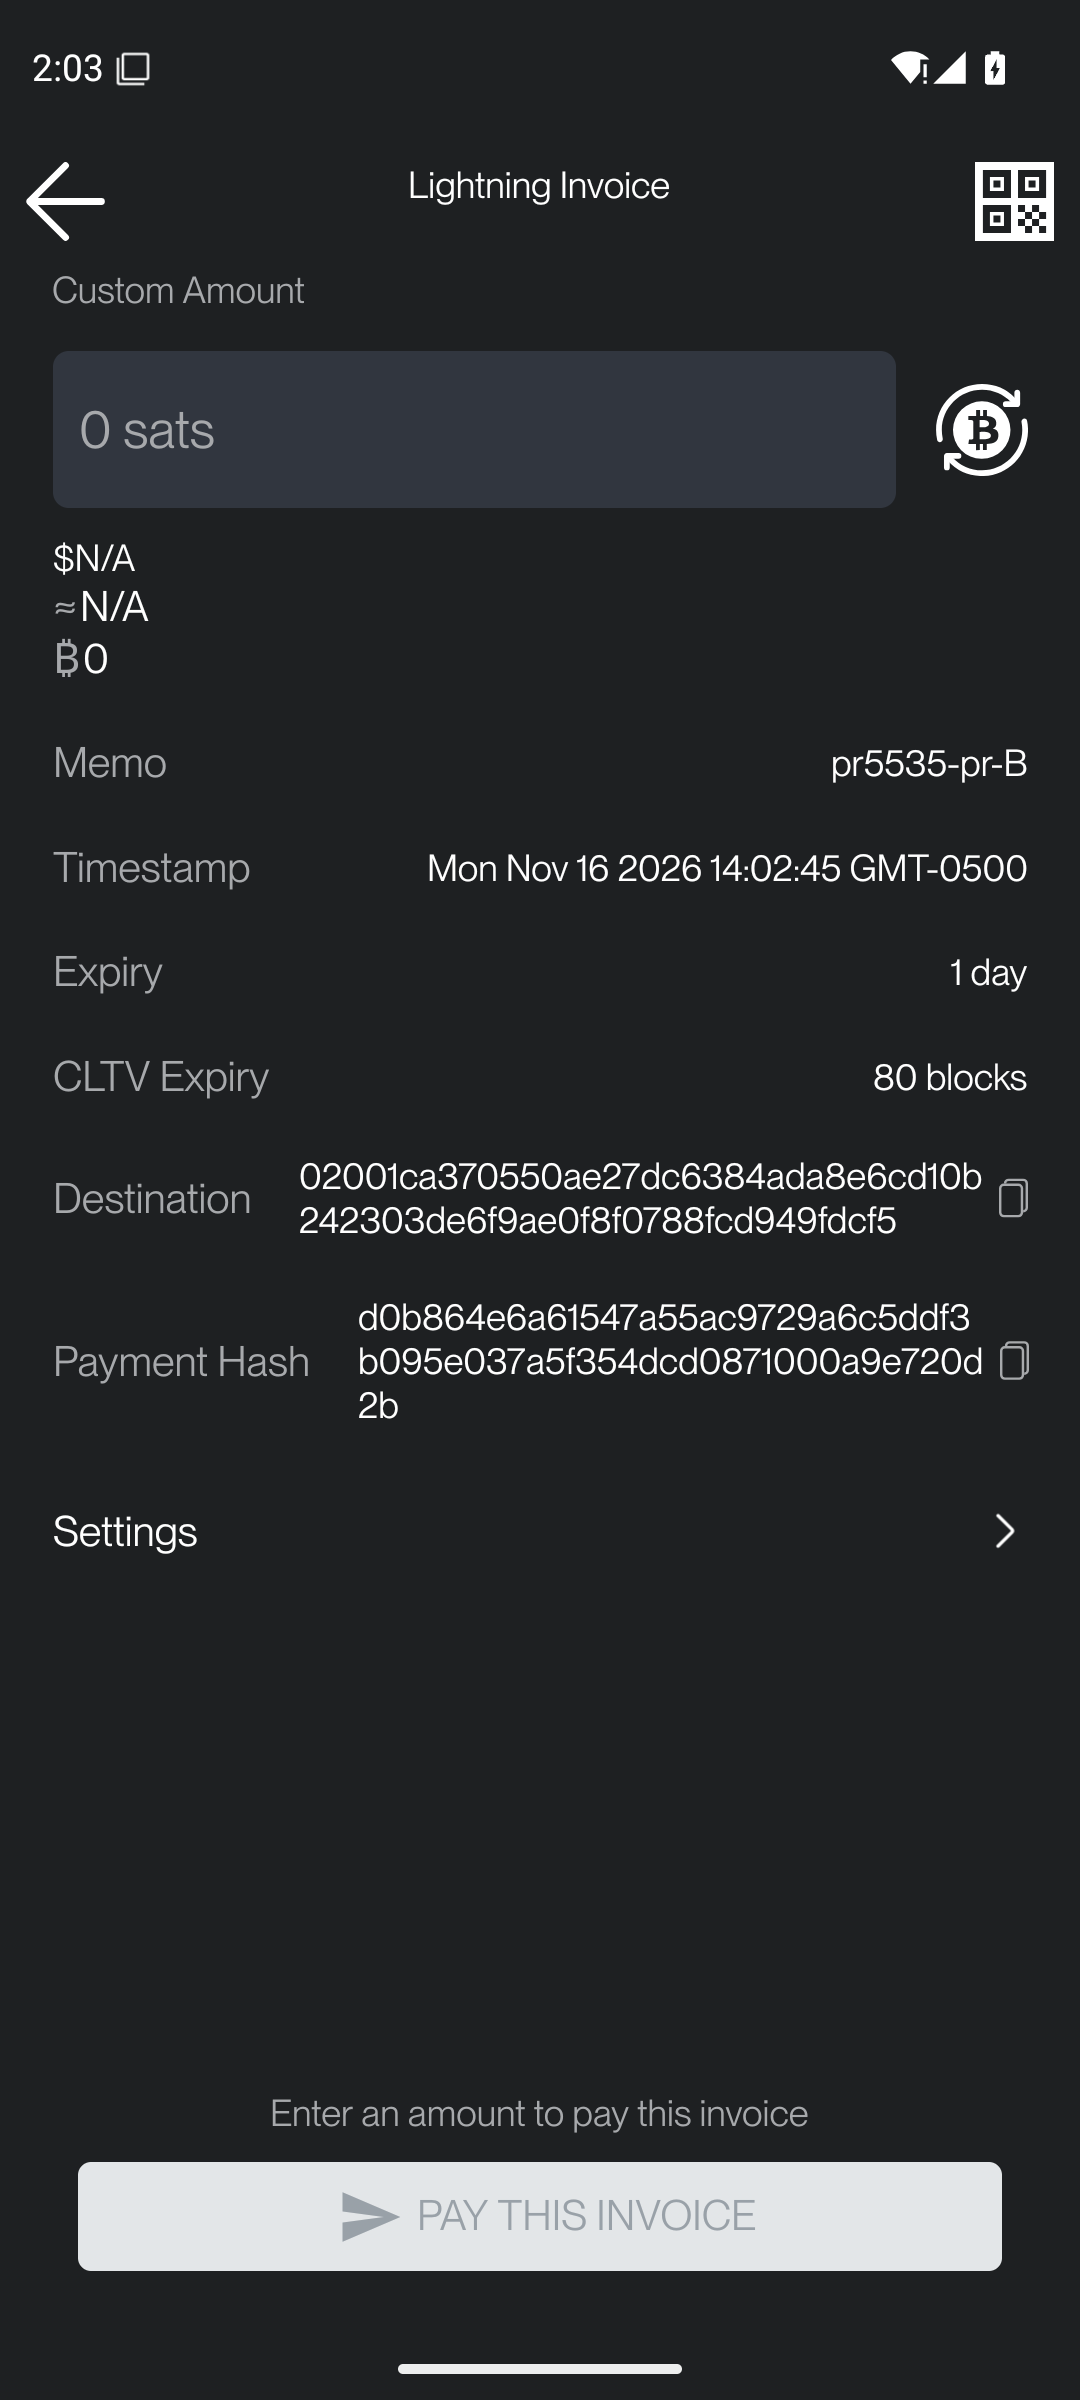 2:03
Lightning Invoice
Custom Amount
0 sats
$N/A
≈N/A
₿0
Memo pr5535-pr-B
Timestamp Mon Nov 16 2026 14:02:45 GMT-0500
Expiry 1 day
CLTV Expiry 80 blocks
Destination 02001ca370550ae27dc6384ada8e6cd10b
242303de6f9ae0f8f0788fcd949fdcf5
d0b864e6a61547a55ac9729a6c5ddf3
Payment Hash b095e037a5f354dcd0871000a9e720d
2b
Settings
Enter an amount to pay this invoice
PAY THIS INVOICE